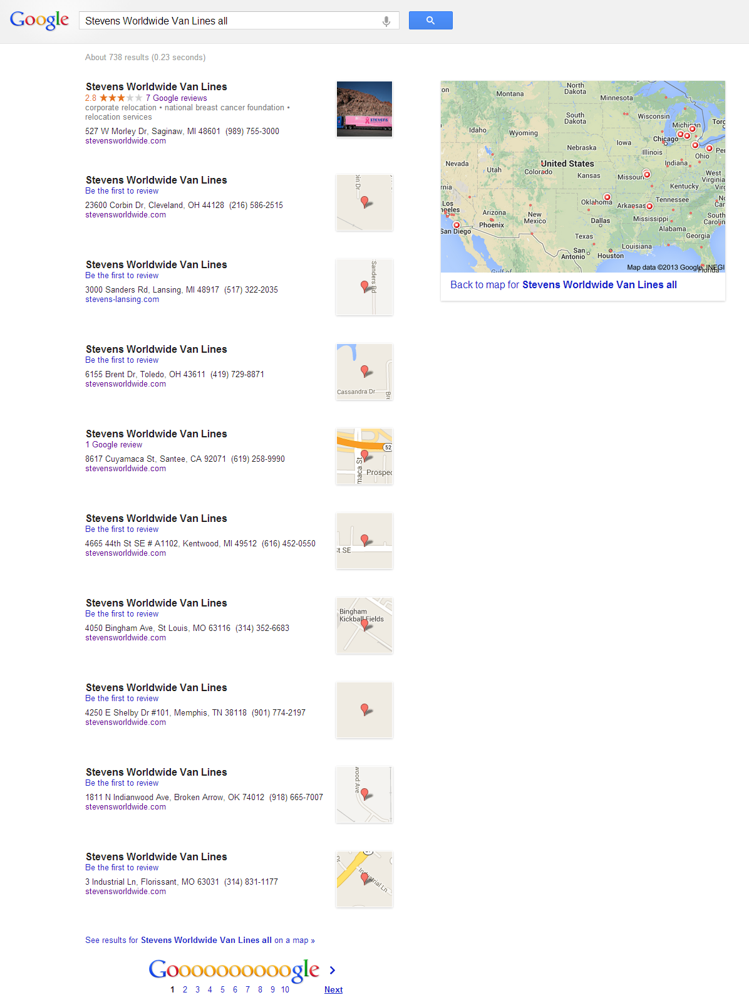 Google
Stevens Worldwide Van Lines all
About 738 results (0.23 seconds)
Stevens Worldwide Van Lines
2.8 7 Google reviews
corporate relocation • national breast cancer foundation •
relocation services
527 W Morley Dr, Saginaw, MI 48601 (989) 755-3000
stevensworldwide.com
STEVENS
Stevens Worldwide Van Lines
Be the first to review
23600 Corbin Dr, Cleveland, OH 44128 (216) 586-2515
stevensworldwide.com
bin Dr
Stevens Worldwide Van Lines
Be the first to review
3000 Sanders Rd, Lansing, MI 48917 (517) 322-2035
stevens-lansing.com
Sanders Rd
Stevens Worldwide Van Lines
Be the first to review
6155 Brent Dr, Toledo, OH 43611 (419) 729-8871
stevensworldwide.com
Cassandra Dr
Bre
Stevens Worldwide Van Lines
1 Google review
8617 Cuyamaca St, Santee, CA 92071 (619) 258-9990
stevensworldwide.com
52
maca St
Prospec
Stevens Worldwide Van Lines
Be the first to review
4665 44th St SE # A1102, Kentwood, MI 49512 (616) 452-0550
stevensworldwide.com
St SE
Stevens Worldwide Van Lines
Be the first to review
4050 Bingham Ave, St Louis, MO 63116 (314) 352-6683
stevensworldwide.com
Bingham
Kickball Fields
Stevens Worldwide Van Lines
Be the first to review
4250 E Shelby Dr #101, Memphis, TN 38118 (901) 774-2197
stevensworldwide.com
Stevens Worldwide Van Lines
Be the first to review
1811 N Indianwood Ave, Broken Arrow, OK 74012 (918) 665-7007
stevensworldwide.com
wood Ave
Stevens Worldwide Van Lines
Be the first to review
3 Industrial Ln, Florissant, MO 63031 (314) 831-1177
stevensworldwide.com
Industrial Ln
See results for Stevens Worldwide Van Lines all on a map »
Goooooooooogle
1 2 3 4 5 6 7 8 9 10 Next
on
Montana
North
Dakota
Minnesota
Wisconsin
South
Dakota
Michigan
Toro
Idaho
Wyoming
Chicago
Iowa
Nebraska
Illinois
Ohio
Per
Nevada
United States
Indiana
Utah
Colorado
Kansas
Missouri
West
Virginia
Virg
rnia
Kentucky
Los
ngeles
Oklahoma
Tennessee
Arkansas
No
Car
Arizona
New
Mexico
Phoenix
Dallas
Mississippi
South
Carolin
San Diego
Alabama
Texas
Georgia
Louisiana
San
Antonio
Houston
Gulf of
Florida
Map data ©2013 Google, INEGI
Back to map for Stevens Worldwide Van Lines all